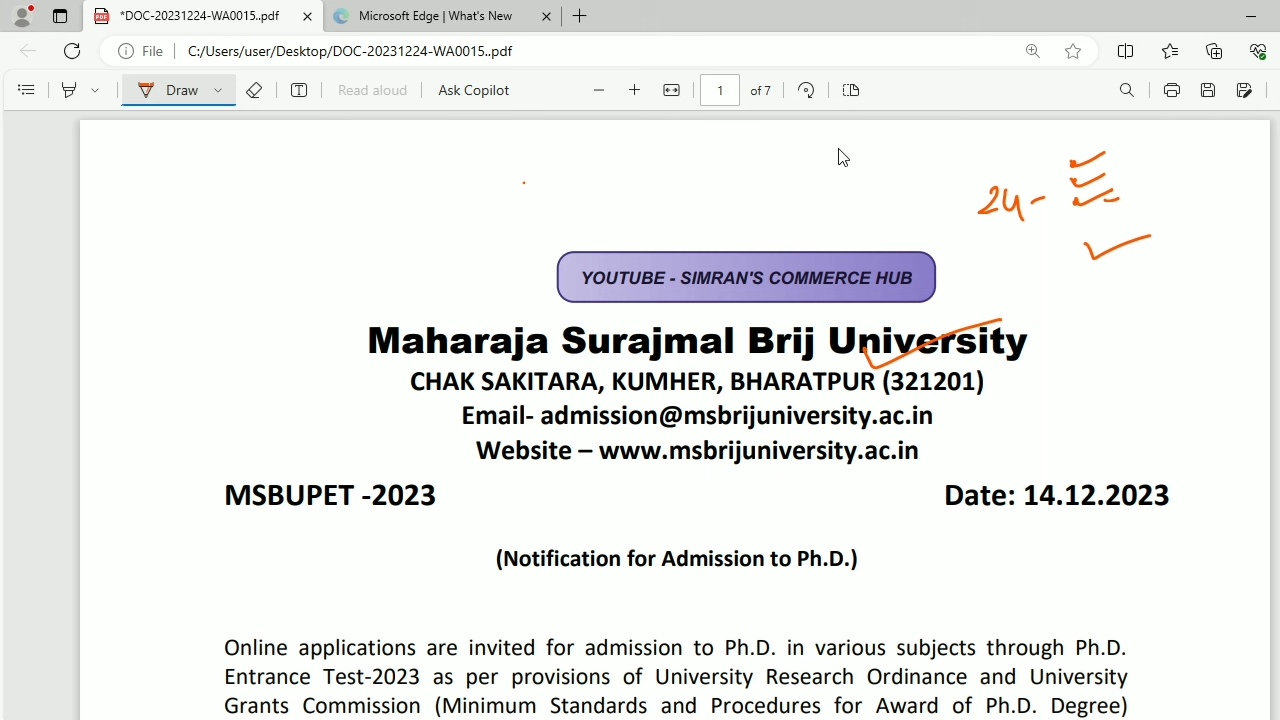 *DOC-20231224-WA0015..pdf
Microsoft Edge | What's New
File
C:/Users/user/Desktop/DOC-20231224-WA0015..pdf
Draw
Read aloud
Ask Copilot
1
of 7
24 -
YOUTUBE - SIMRAN'S COMMERCE HUB
Maharaja Surajmal Brij University
CHAK SAKITARA, KUMHER, BHARATPUR (321201)
Email- admission@msbrijuniversity.ac.in
Website – www.msbrijuniversity.ac.in
MSBUPET -2023 Date: 14.12.2023
(Notification for Admission to Ph.D.)
Online applications are invited for admission to Ph.D. in various subjects through Ph.D.
Entrance Test-2023 as per provisions of University Research Ordinance and University
Grants Commission (Minimum Standards and Procedures for Award of Ph.D. Degree)